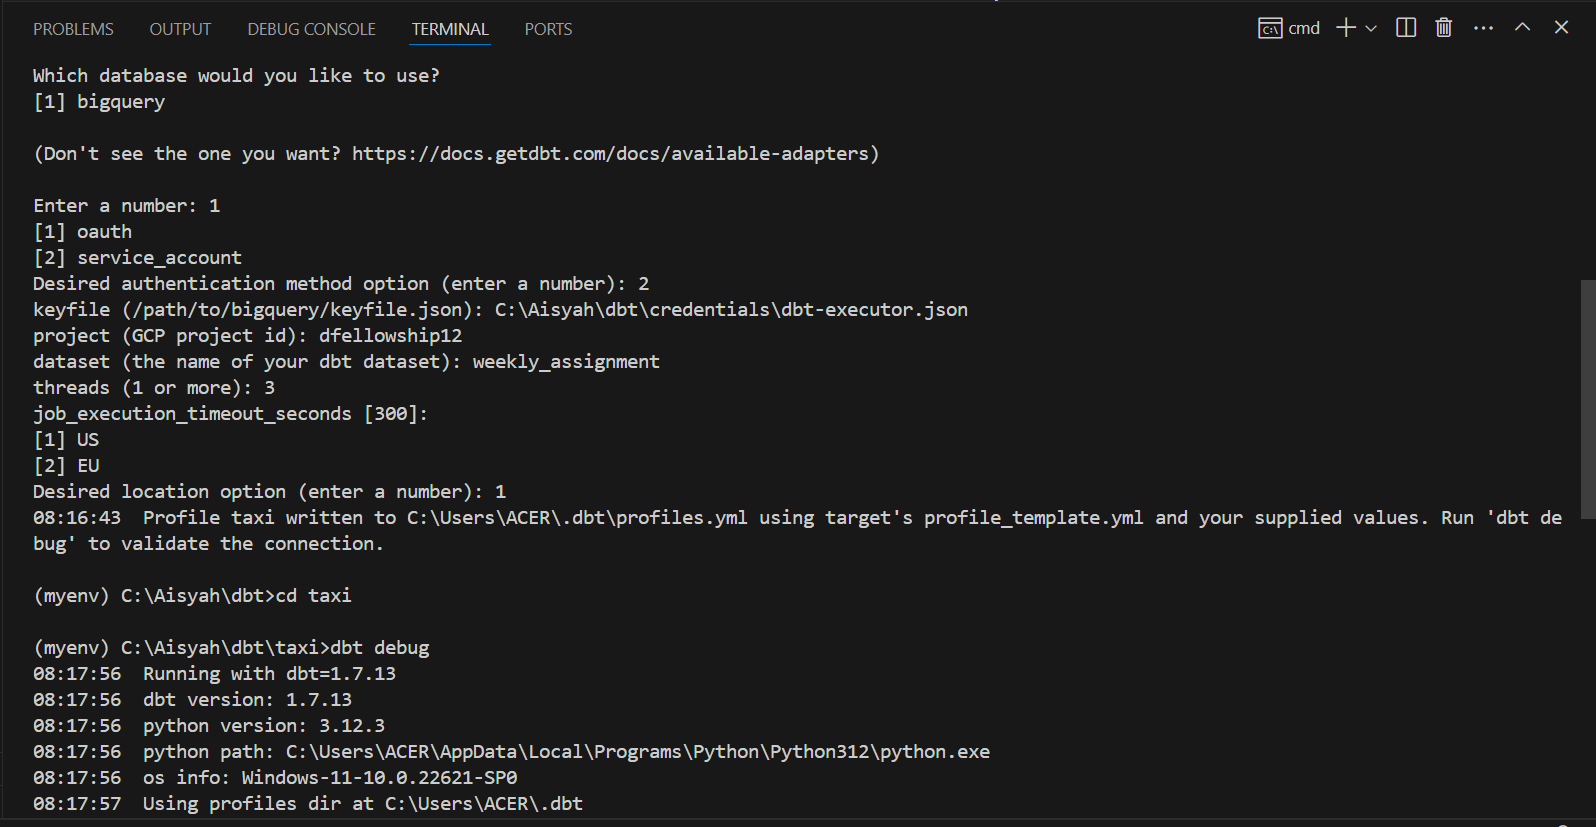 PROBLEMS OUTPUT DEBUG CONSOLE TERMINAL PORTS cmd
Which database would you like to use?
[1] bigquery
(Don't see the one you want? https://docs.getdbt.com/docs/available-adapters)
Enter a number: 1
[1] oauth
[2] service_account
Desired authentication method option (enter a number): 2
keyfile (/path/to/bigquery/keyfile.json): C:\Aisyah\dbt\credentials\dbt-executor.json
project (GCP project id): dfellowship12
dataset (the name of your dbt dataset): weekly_assignment
threads (1 or more): 3
job_execution_timeout_seconds [300]:
[1] US
[2] EU
Desired location option (enter a number): 1
08:16:43  Profile taxi written to C:\Users\ACER\.dbt\profiles.yml using target's profile_template.yml and your supplied values. Run 'dbt de
bug' to validate the connection.
(myenv) C:\Aisyah\dbt>cd taxi
(myenv) C:\Aisyah\dbt\taxi>dbt debug
08:17:56  Running with dbt=1.7.13
08:17:56  dbt version: 1.7.13
08:17:56  python version: 3.12.3
08:17:56  python path: C:\Users\ACER\AppData\Local\Programs\Python\Python312\python.exe
08:17:56  os info: Windows-11-10.0.22621-SP0
08:17:57  Using profiles dir at C:\Users\ACER\.dbt